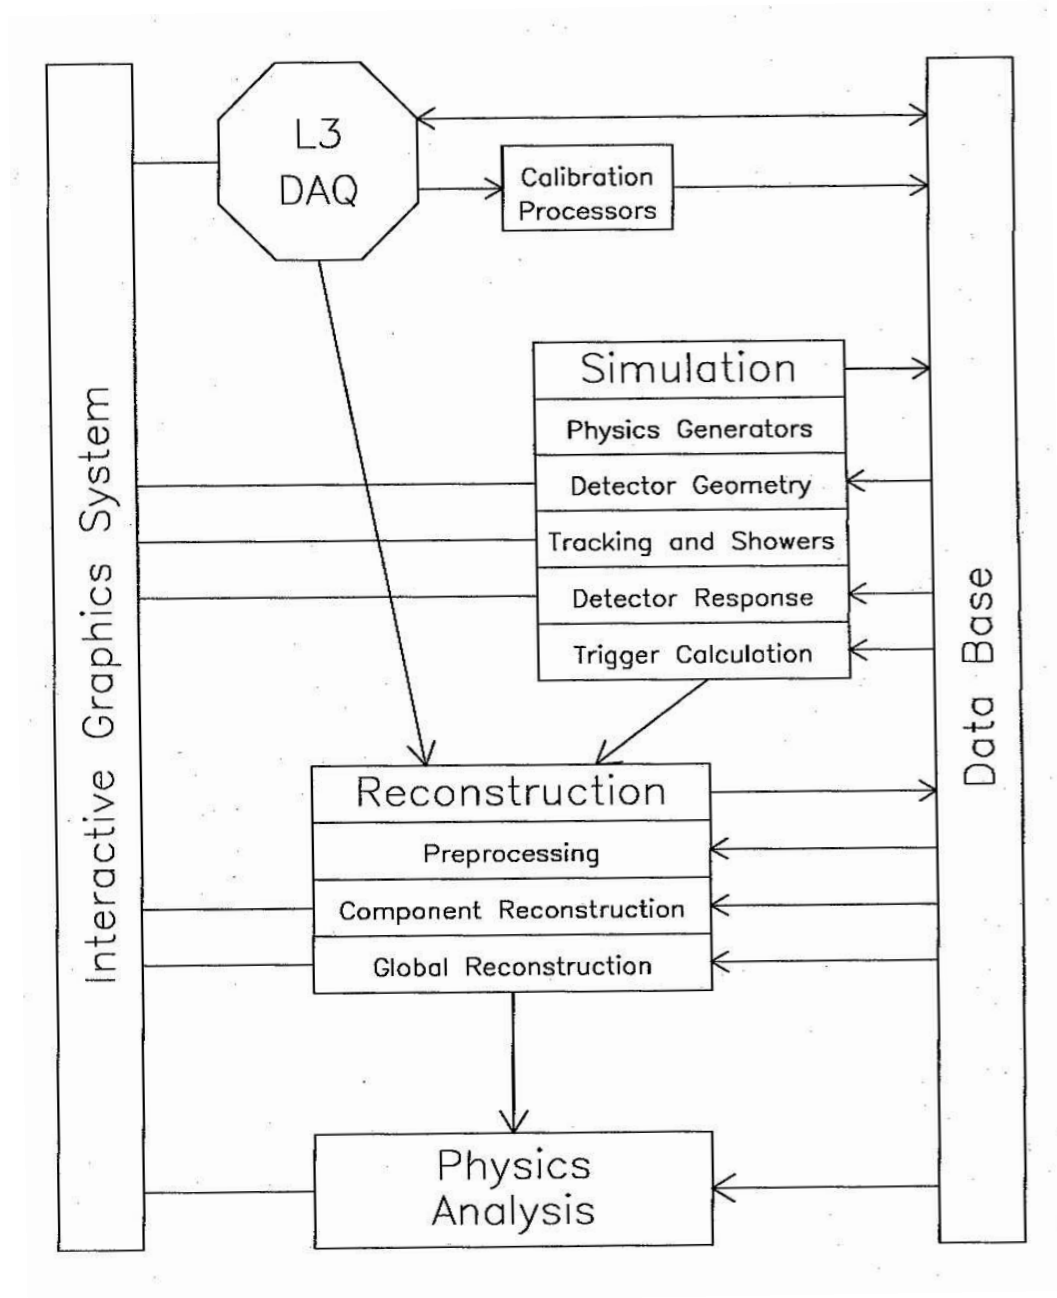 L3
DAQ
Calibration
Processors
Simulation
Physics Generators
Detector Geometry
Tracking and Showers
Detector Response
Trigger Calculation
Interactive Graphics System
Data Base
Reconstruction
Preprocessing
Component Reconstruction
Global Reconstruction
Physics
Analysis